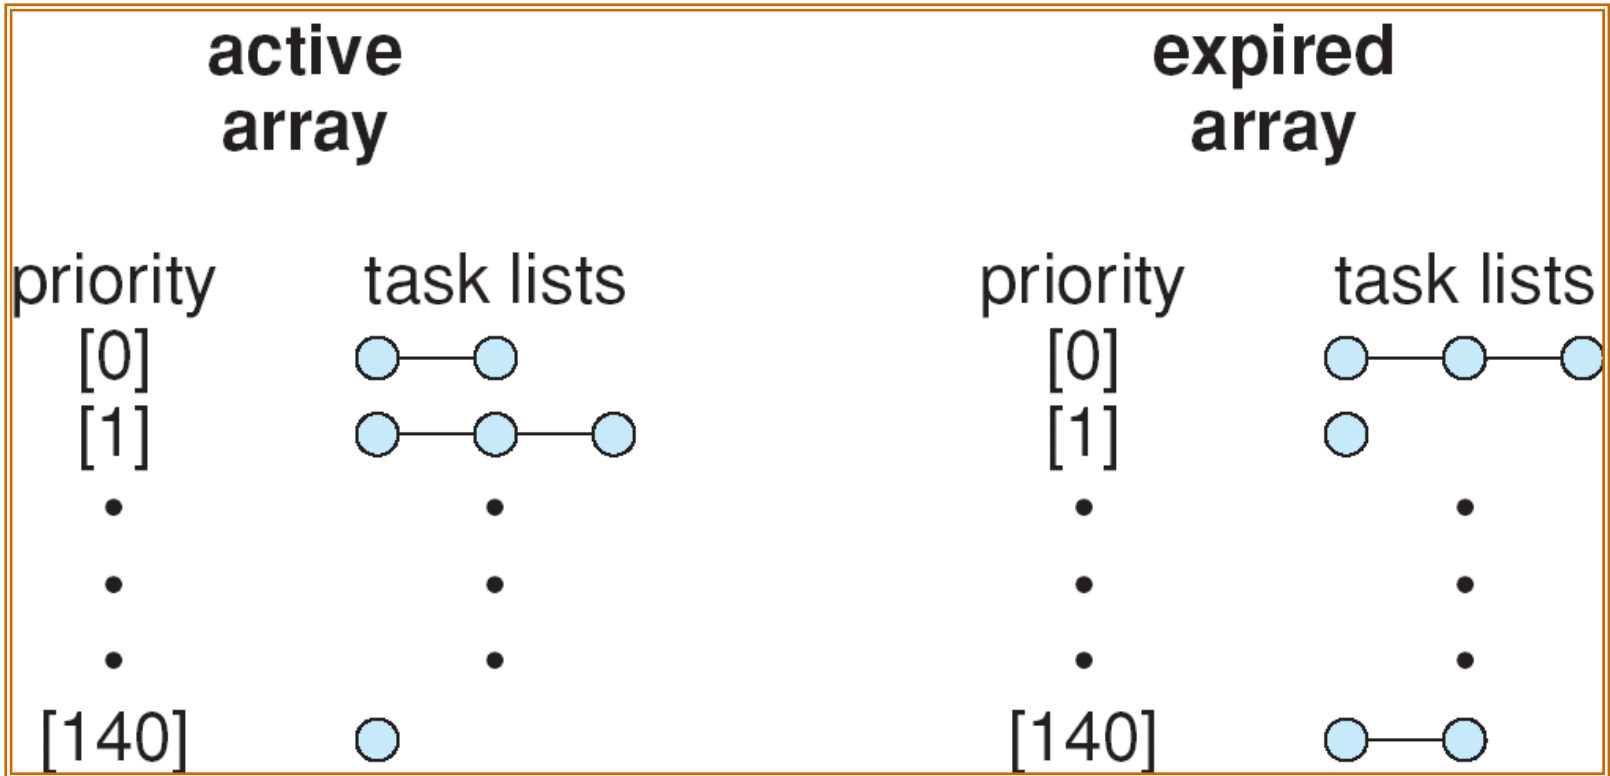 active
array
expired
array
priority task lists
[0]
[1]
[140]
priority task lists
[0]
[1]
[140]